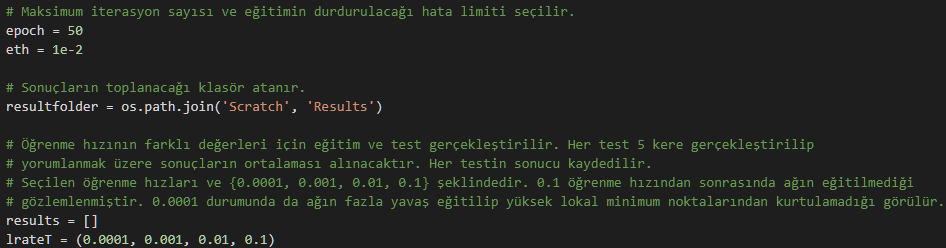 # Maksimum iterasyon sayısı ve eğitimin durdurulacağı hata limiti seçilir.
epoch = 50
eth = 1e-2
# Sonuçların toplanacağı klasör atanır.
resultfolder = os.path.join('Scratch', 'Results')
# Öğrenme hızının farklı değerleri için eğitim ve test gerçekleştirilir. Her test 5 kere gerçekleştirilip
# yorumlanmak üzere sonuçların ortalaması alınacaktır. Her testin sonucu kaydedilir.
# Seçilen öğrenme hızları ve {0.0001, 0.001, 0.01, 0.1} şeklindedir. 0.1 öğrenme hızından sonrasında ağın eğitilmediği
# gözlemlenmiştir. 0.0001 durumunda da ağın fazla yavaş eğitilip yüksek lokal minimum noktalarından kurtulamadığı görülür.
results = []
lrateT = (0.0001, 0.001, 0.01, 0.1)